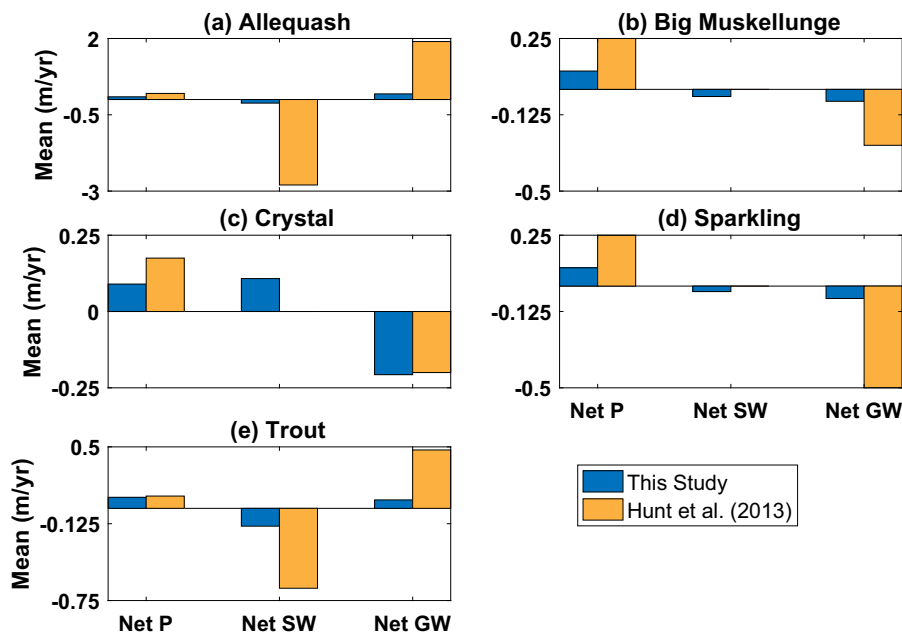 (a) Allequash
Mean (m/yr)
2
-0.5
-3
(b) Big Muskellunge
0.25
-0.125
-0.5
(c) Crystal
Mean (m/yr)
0.25
0
-0.25
(d) Sparkling
0.25
-0.125
-0.5
Net P Net SW Net GW
(e) Trout
Mean (m/yr)
0.5
-0.125
-0.75
Net P Net SW Net GW
This Study
Hunt et al. (2013)